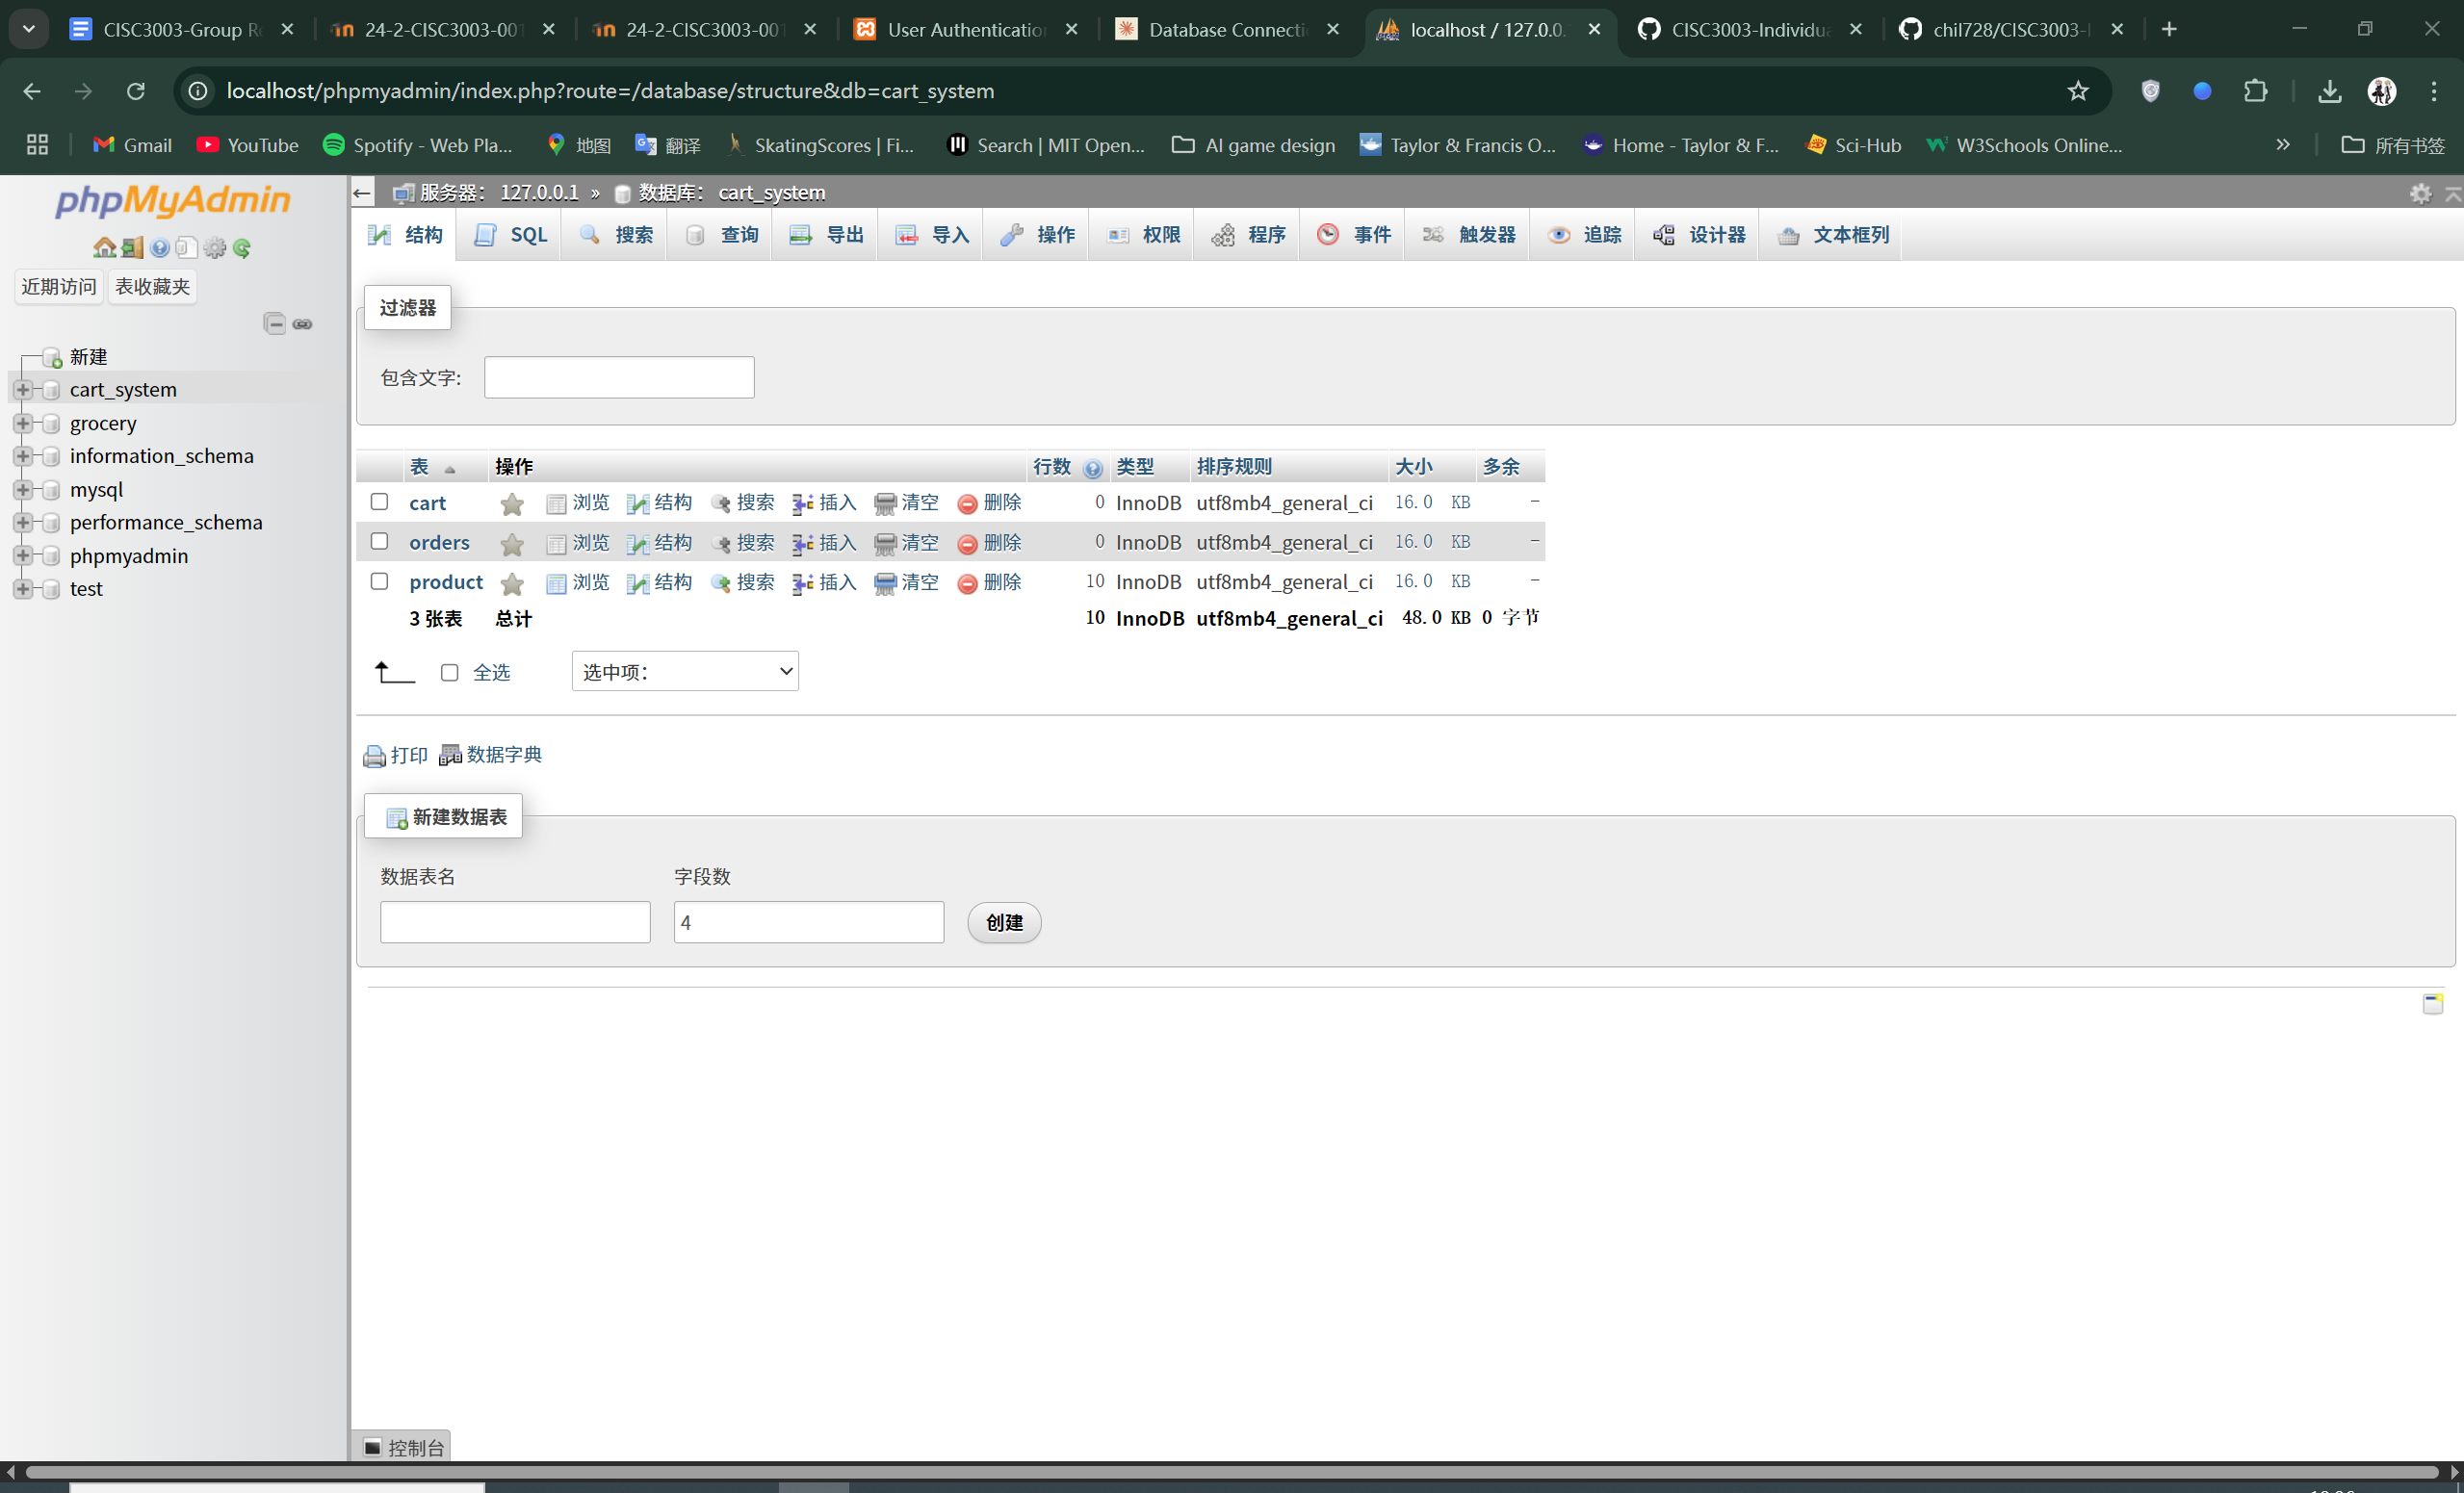 CISC3003-Group Re
24-2-CISC3003-001
24-2-CISC3003-001
User Authentication
Database Connecti
localhost / 127.0.0.
CISC3003-Individua
chil728/CISC3003-I
localhost/phpmyadmin/index.php?route=/database/structure&db=cart_system
Gmail YouTube Spotify - Web Pla... 地图 翻译 SkatingScores | Fi... Search | MIT Open... AI game design Taylor & Francis O... Home - Taylor & F... Sci-Hub W3Schools Online... » 所有书签
phpMyAdmin
近期访问 表收藏夹
新建
cart_system
grocery
information_schema
mysql
performance_schema
phpmyadmin
test
服务器: 127.0.0.1 » 数据库: cart_system
结构 SQL 搜索 查询 导出 导入 操作 权限 程序 事件 触发器 追踪 设计器 文本框列
过滤器
包含文字:
表 操作 行数 类型 排序规则 大小 多余
cart 浏览 结构 搜索 插入 清空 删除 0 InnoDB utf8mb4_general_ci 16.0 KB -
orders 浏览 结构 搜索 插入 清空 删除 0 InnoDB utf8mb4_general_ci 16.0 KB -
product 浏览 结构 搜索 插入 清空 删除 10 InnoDB utf8mb4_general_ci 16.0 KB -
3 张表 总计 10 InnoDB utf8mb4_general_ci 48.0 KB 0 字节
全选 选中项:
打印 数据字典
新建数据表
数据表名 字段数
4 创建
控制台